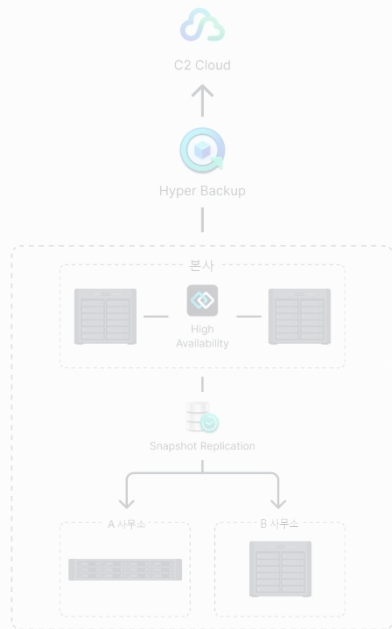 C2 Cloud
Hyper Backup
본사
High
Availability
Snapshot Replication
A 사무소
B 사무소